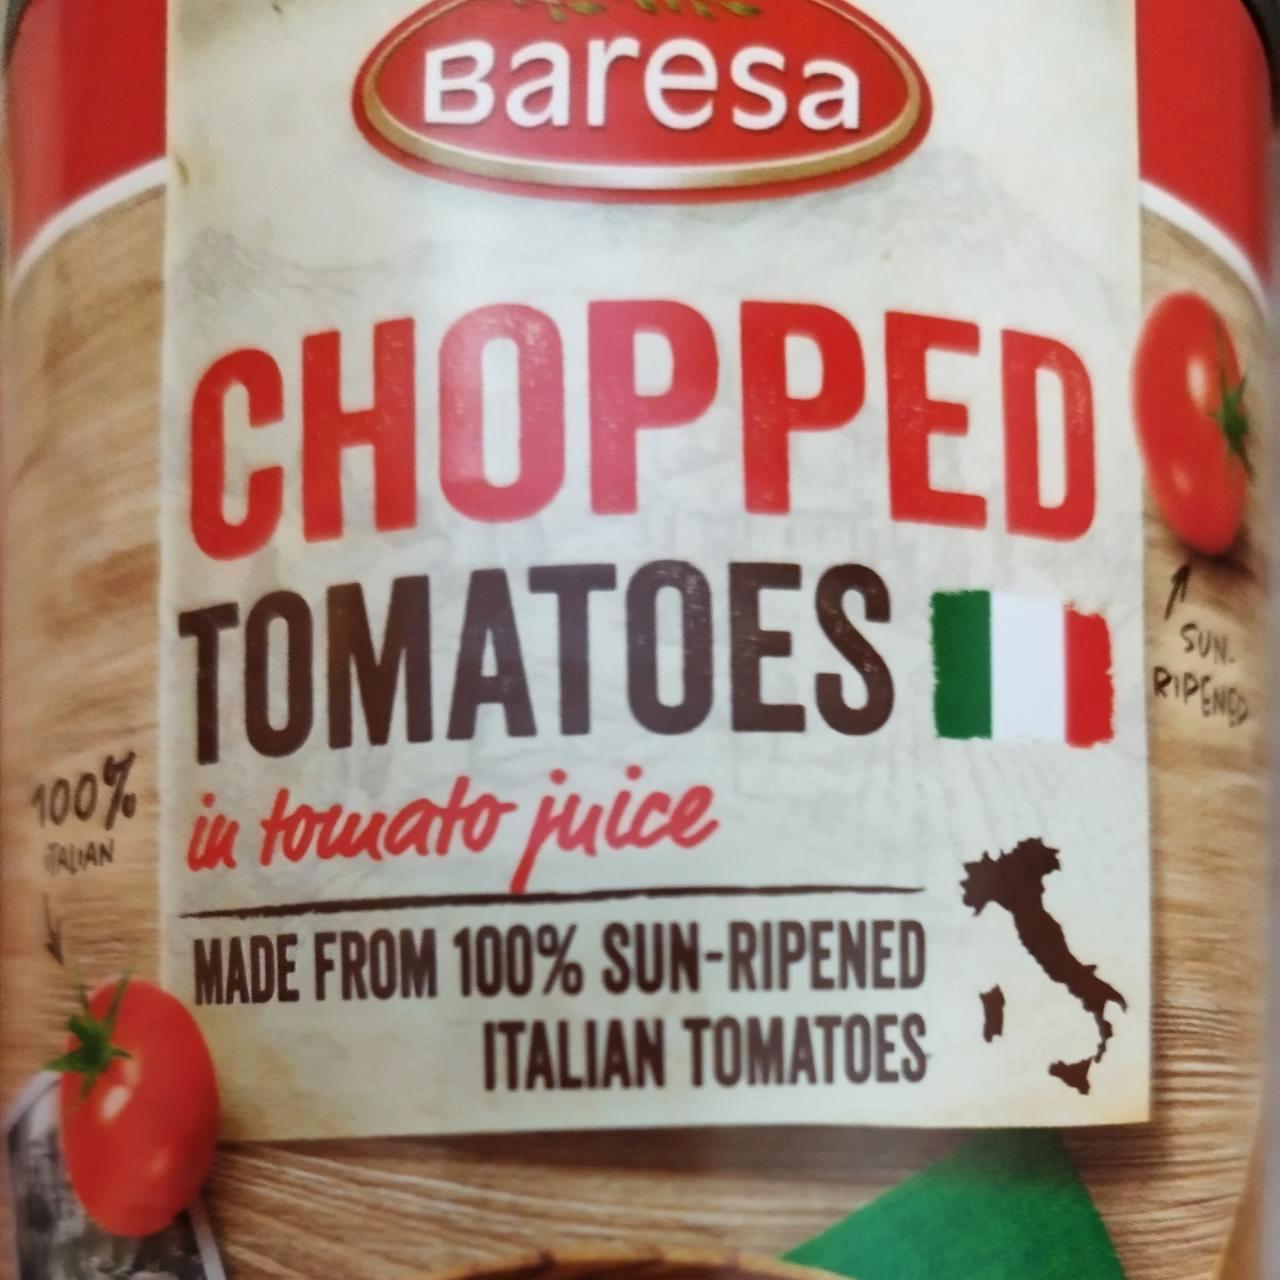 Baresa
CHOPPED
TOMATOES
in tomato juice
MADE FROM 100% SUN-RIPENED
ITALIAN TOMATOES
100%
ITALIAN
SUN-
RIPENED